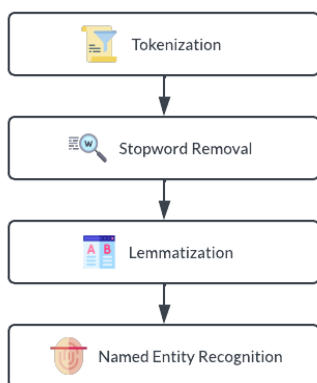 Tokenization
W
Stopword Removal
A B
Lemmatization
Named Entity Recognition